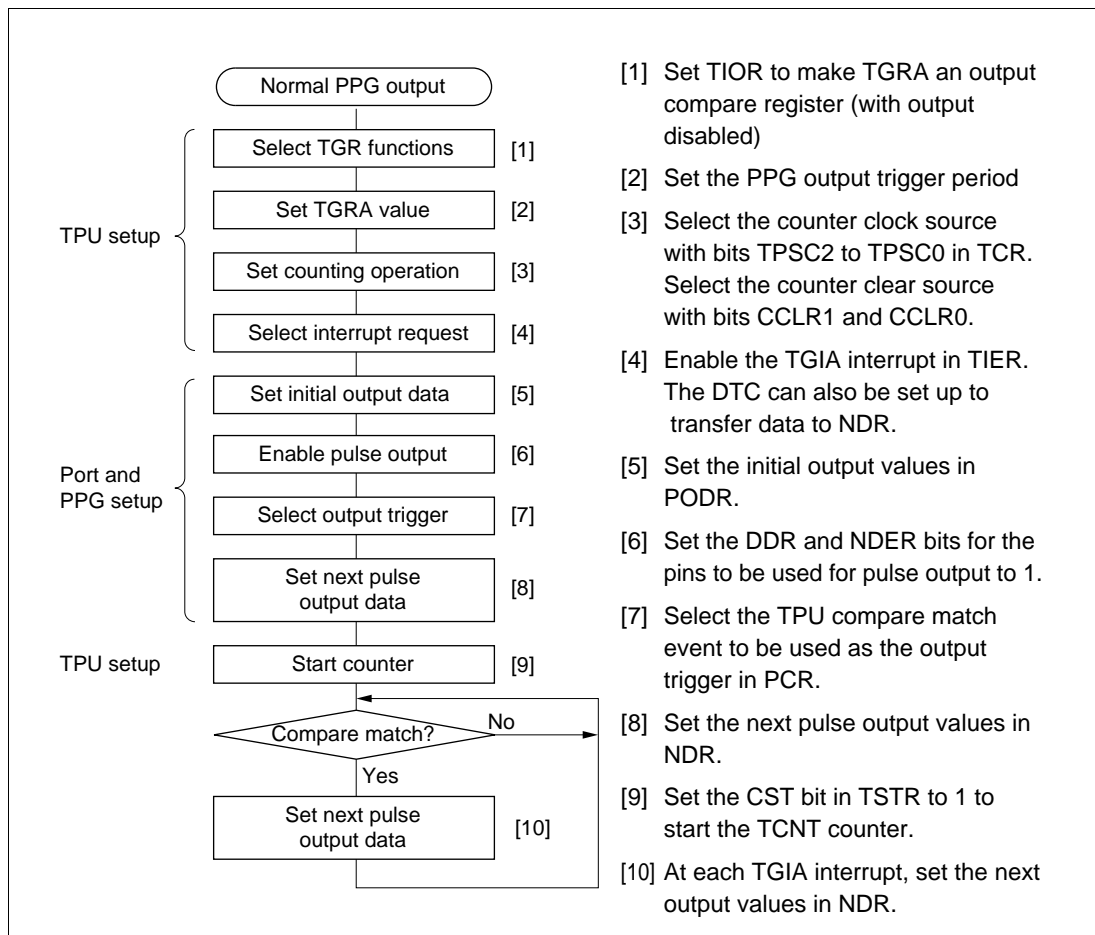 Normal PPG output
Select TGR functions [1]
Set TGRA value [2]
TPU setup
Set counting operation [3]
Select interrupt request [4]
Set initial output data [5]
Enable pulse output [6]
Port and
PPG setup
Select output trigger [7]
Set next pulse
output data [8]
TPU setup
Start counter [9]
Compare match?
No
Yes
Set next pulse
output data [10]
[1] Set TIOR to make TGRA an output
compare register (with output
disabled)
[2] Set the PPG output trigger period
[3] Select the counter clock source
with bits TPSC2 to TPSC0 in TCR.
Select the counter clear source
with bits CCLR1 and CCLR0.
[4] Enable the TGIA interrupt in TIER.
The DTC can also be set up to
transfer data to NDR.
[5] Set the initial output values in
PODR.
[6] Set the DDR and NDER bits for the
pins to be used for pulse output to 1.
[7] Select the TPU compare match
event to be used as the output
trigger in PCR.
[8] Set the next pulse output values in
NDR.
[9] Set the CST bit in TSTR to 1 to
start the TCNT counter.
[10] At each TGIA interrupt, set the next
output values in NDR.